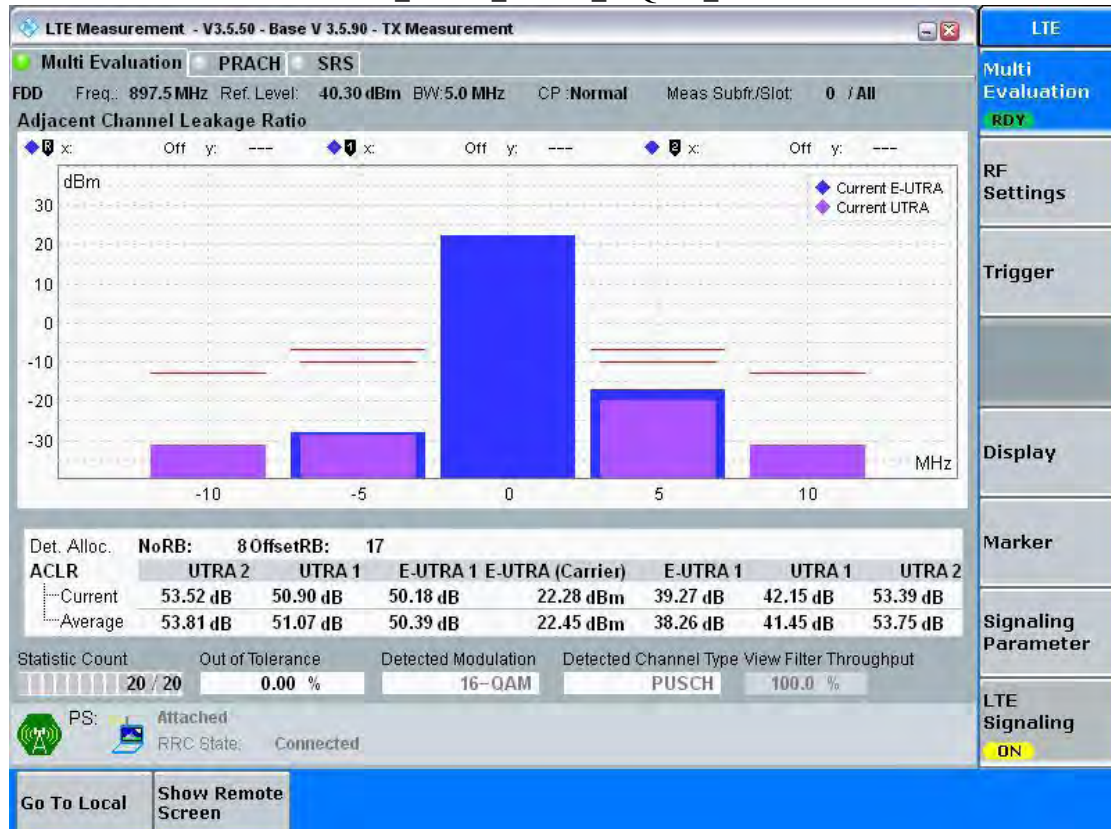 LTE Measurement - V3.5.50 - Base V 3.5.90 - TX Measurement
LTE
Multi Evaluation PRACH SRS
FDD Freq.: 897.5 MHz Ref. Level: 40.30 dBm BW: 5.0 MHz CP :Normal Meas Subfr./Slot: 0 / All
Adjacent Channel Leakage Ratio
R x: Off y: --- 1 x: Off y: --- 2 x: Off y: ---
dBm
Current E-UTRA
Current UTRA
30
20
10
0
-10
-20
-30
MHz
-10 -5 0 5 10
Det. Alloc. NoRB: 8 OffsetRB: 17
ACLR UTRA 2 UTRA 1 E-UTRA 1 E-UTRA (Carrier) E-UTRA 1 UTRA 1 UTRA 2
Current 53.52 dB 50.90 dB 50.18 dB 22.28 dBm 39.27 dB 42.15 dB 53.39 dB
Average 53.81 dB 51.07 dB 50.39 dB 22.45 dBm 38.26 dB 41.45 dB 53.75 dB
Statistic Count Out of Tolerance Detected Modulation Detected Channel Type View Filter Throughput
20 / 20 0.00 % 16-QAM PUSCH 100.0 %
PS: Attached
RRC State: Connected
Multi
Evaluation
RDY
RF
Settings
Trigger
Display
Marker
Signaling
Parameter
LTE
Signaling
ON
Go To Local
Show Remote
Screen